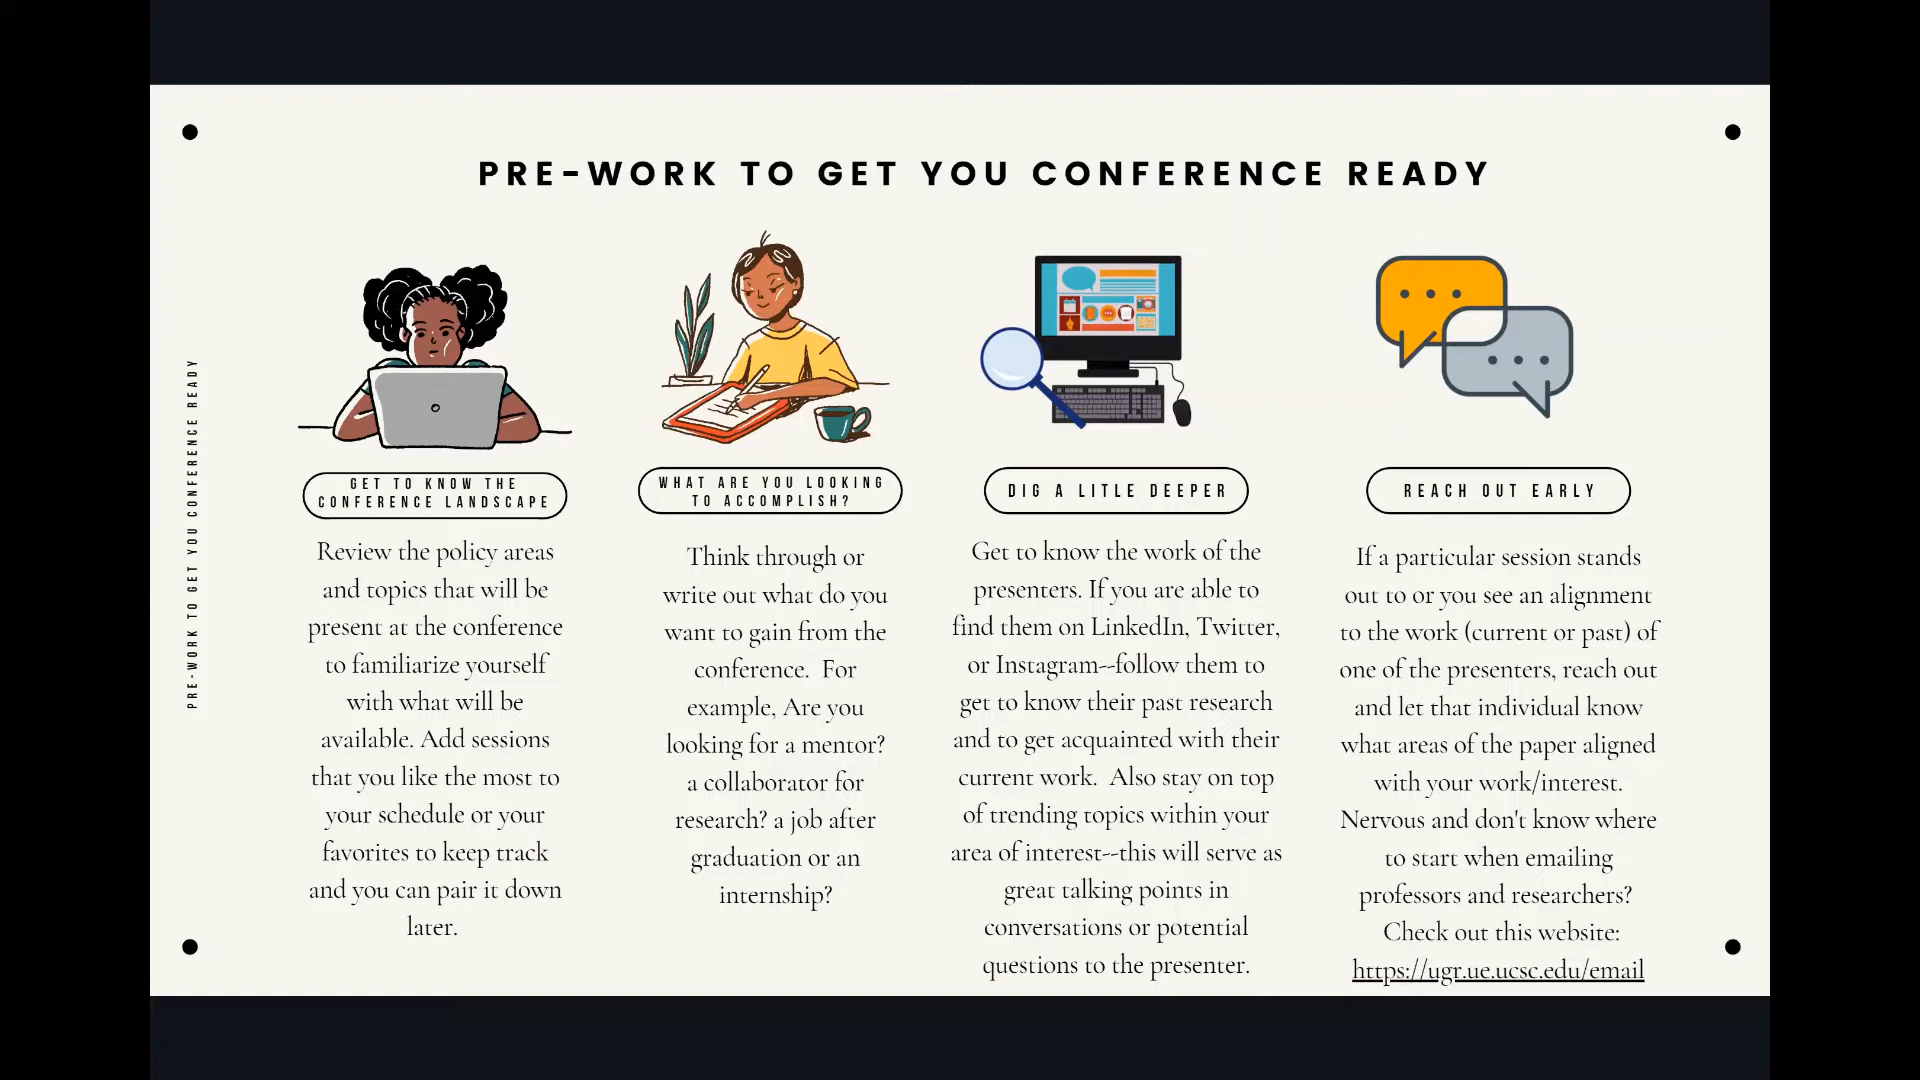 PRE-WORK TO GET YOU CONFERENCE READY
PRE-WORK TO GET YOU CONFERENCE READY
GET TO KNOW THE
CONFERENCE LANDSCAPE
Review the policy areas
and topics that will be
present at the conference
to familiarize yourself
with what will be
available. Add sessions
that you like the most to
your schedule or your
favorites to keep track
and you can pair it down
later.
WHAT ARE YOU LOOKING
TO ACCOMPLISH?
Think through or
write out what do you
want to gain from the
conference. For
example, Are you
looking for a mentor?
a collaborator for
research? a job after
graduation or an
internship?
DIG A LITLE DEEPER
Get to know the work of the
presenters. If you are able to
find them on LinkedIn, Twitter,
or Instagram--follow them to
get to know their past research
and to get acquainted with their
current work. Also stay on top
of trending topics within your
area of interest--this will serve as
great talking points in
conversations or potential
questions to the presenter.
REACH OUT EARLY
If a particular session stands
out to or you see an alignment
to the work (current or past) of
one of the presenters, reach out
and let that individual know
what areas of the paper aligned
with your work/interest.
Nervous and don't know where
to start when emailing
professors and researchers?
Check out this website:
https://ugr.ue.ucsc.edu/email